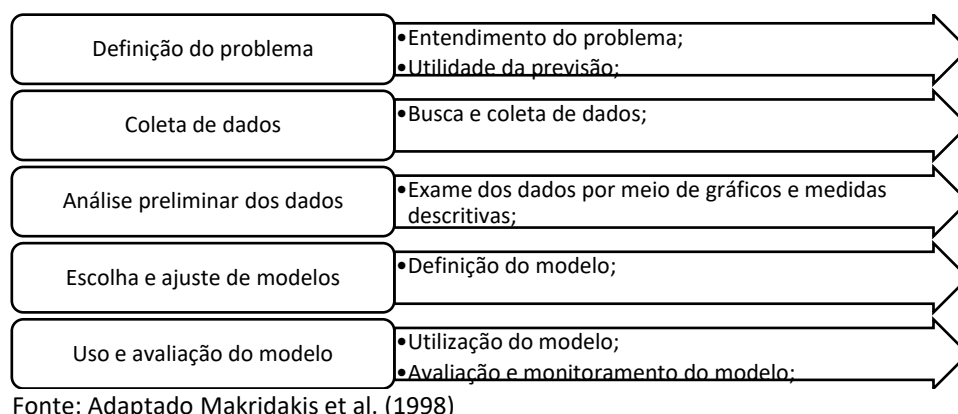 Definição do problema
•Entendimento do problema;
•Utilidade da previsão;
Coleta de dados
•Busca e coleta de dados;
Análise preliminar dos dados
•Exame dos dados por meio de gráficos e medidas
descritivas;
Escolha e ajuste de modelos
•Definição do modelo;
Uso e avaliação do modelo
•Utilização do modelo;
•Avaliação e monitoramento do modelo;
Fonte: Adaptado Makridakis et al. (1998)